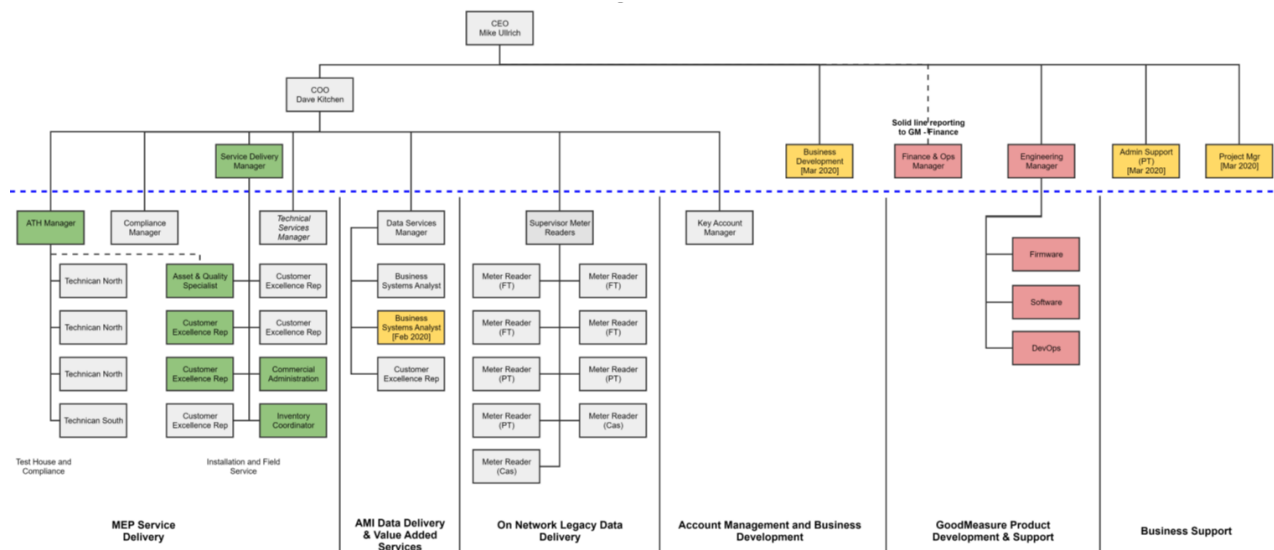 CEO
Mike Ullrich
COO
Dave Kitchen
Solid line reporting
to GM - Finance
Service Delivery
Manager
Business
Development
[Mar 2020]
Finance & Ops
Manager
Engineering
Manager
Admin Support
(PT)
[Mar 2020]
Project Mgr
[Mar 2020]
ATH Manager
Compliance
Manager
Technical
Services
Manager
Data Services
Manager
Supervisor Meter
Readers
Key Account
Manager
Technican North
Asset & Quality
Specialist
Customer
Excellence Rep
Business
Systems Analyst
Meter Reader
(FT)
Meter Reader
(FT)
Firmware
Technican North
Customer
Excellence Rep
Customer
Excellence Rep
Business
Systems Analyst
[Feb 2020]
Meter Reader
(FT)
Meter Reader
(FT)
Software
Technican North
Customer
Excellence Rep
Commercial
Administration
Customer
Excellence Rep
Meter Reader
(PT)
Meter Reader
(PT)
DevOps
Technican South
Customer
Excellence Rep
Inventory
Coordinator
Meter Reader
(PT)
Meter Reader
(Cas)
Meter Reader
(Cas)
Test House and
Compliance
Installation and Field
Service
MEP Service
Delivery
AMI Data Delivery
& Value Added
Services
On Network Legacy Data
Delivery
Account Management and Business
Development
GoodMeasure Product
Development & Support
Business Support